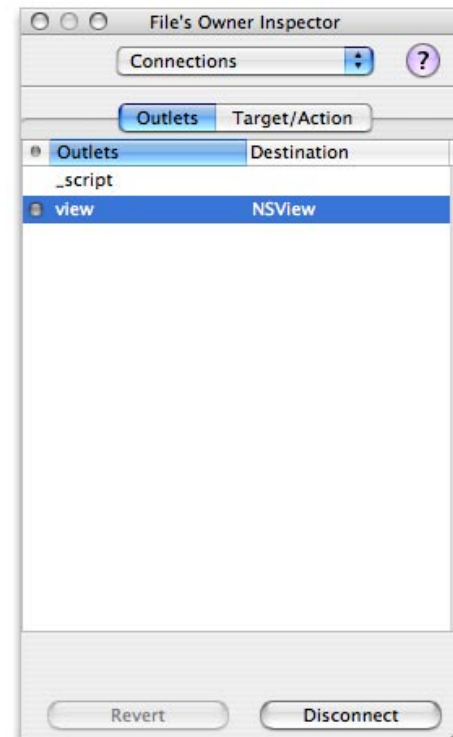 File's Owner Inspector
Connections
?
Outlets Target/Action
Outlets Destination
_script
view NSView
Revert Disconnect